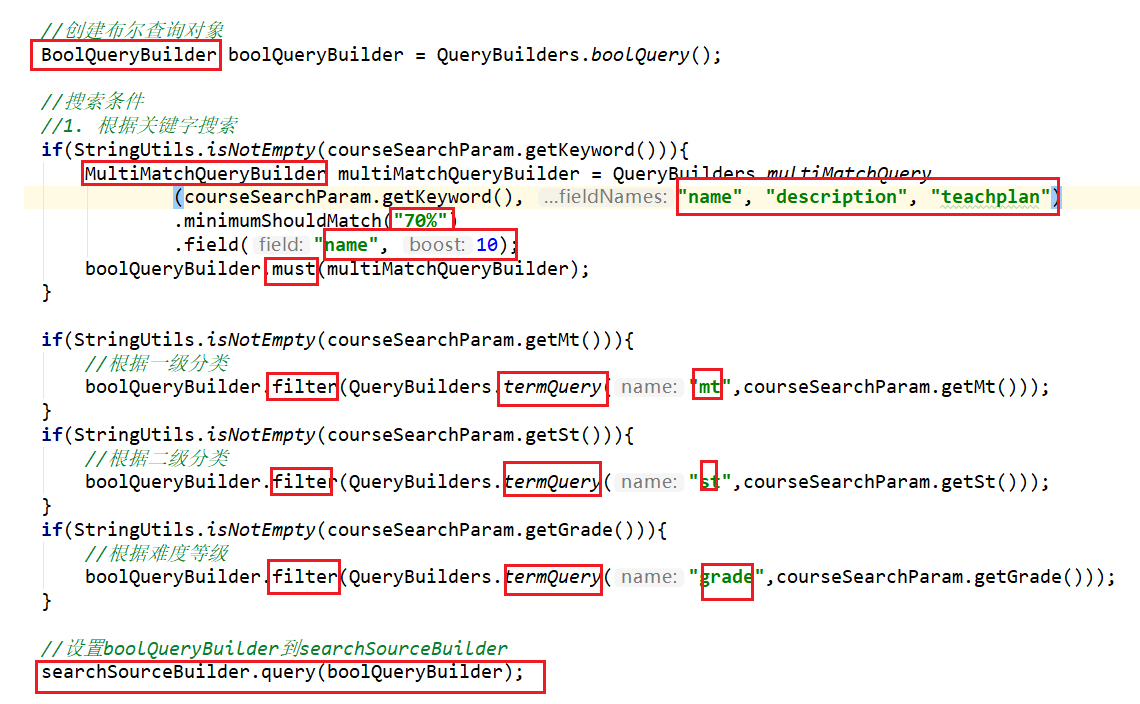 //创建布尔查询对象
BoolQueryBuilder boolQueryBuilder = QueryBuilders.boolQuery();
//搜索条件
//1. 根据关键字搜索
if(StringUtils.isNotEmpty(courseSearchParam.getKeyword())){
MultiMatchQueryBuilder multiMatchQueryBuilder = QueryBuilders.multiMatchQuery
(courseSearchParam.getKeyword(), ...fieldNames: "name", "description", "teachplan")
.minimumShouldMatch("70%")
.field( field: "name", boost: 10);
boolQueryBuilder.must(multiMatchQueryBuilder);
}
if(StringUtils.isNotEmpty(courseSearchParam.getMt())){
//根据一级分类
boolQueryBuilder.filter(QueryBuilders.termQuery( name: "mt",courseSearchParam.getMt()));
}
if(StringUtils.isNotEmpty(courseSearchParam.getSt())){
//根据二级分类
boolQueryBuilder.filter(QueryBuilders.termQuery( name: "st",courseSearchParam.getSt()));
}
if(StringUtils.isNotEmpty(courseSearchParam.getGrade())){
//根据难度等级
boolQueryBuilder.filter(QueryBuilders.termQuery( name: "grade",courseSearchParam.getGrade()));
}
//设置boolQueryBuilder到searchSourceBuilder
searchSourceBuilder.query(boolQueryBuilder);